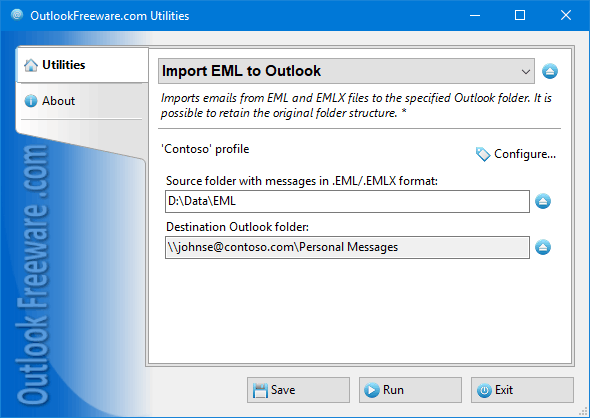 OutlookFreeware.com Utilities
Utilities
About
Import EML to Outlook
Imports emails from EML and EMLX files to the specified Outlook folder. It is
possible to retain the original folder structure. *
'Contoso' profile
Configure...
Source folder with messages in .EML/.EMLX format:
D:\Data\EML
Destination Outlook folder:
\\johnse@contoso.com\Personal Messages
Outlook Freeware .com
Save
Run
Exit